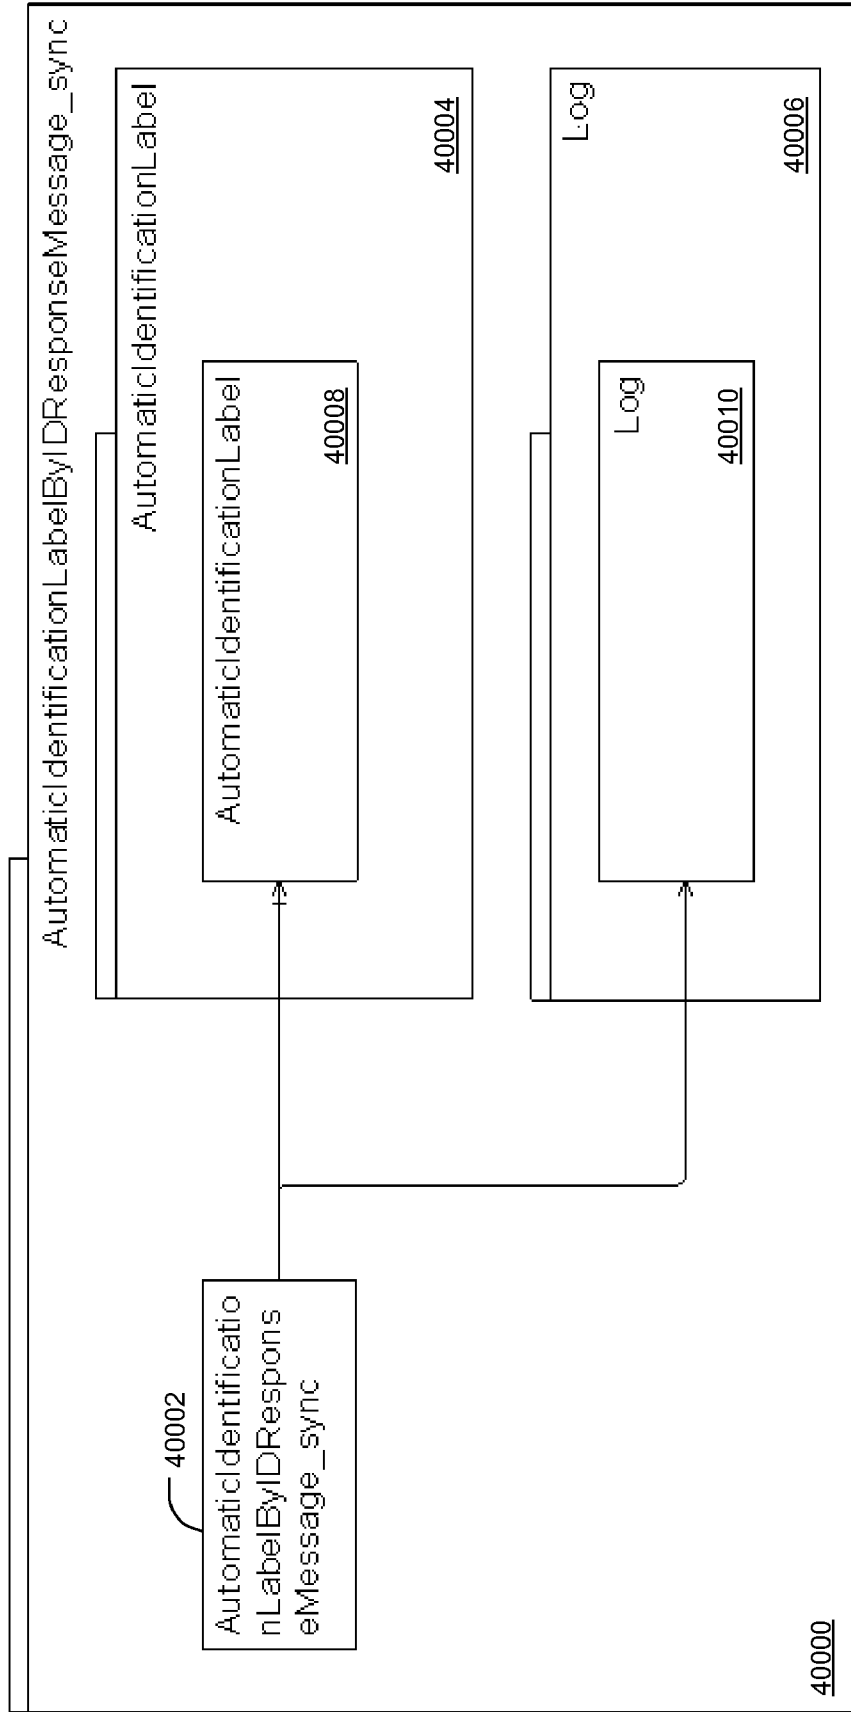 AutomaticIdentificationLabelByIDResponseMessage_sync
40002
AutomaticIdentificatio
nLabelByIDRespons
eMessage_sync
AutomaticIdentificationLabel
AutomaticIdentificationLabel
40008
40004
Log
Log
40010
40006
40000